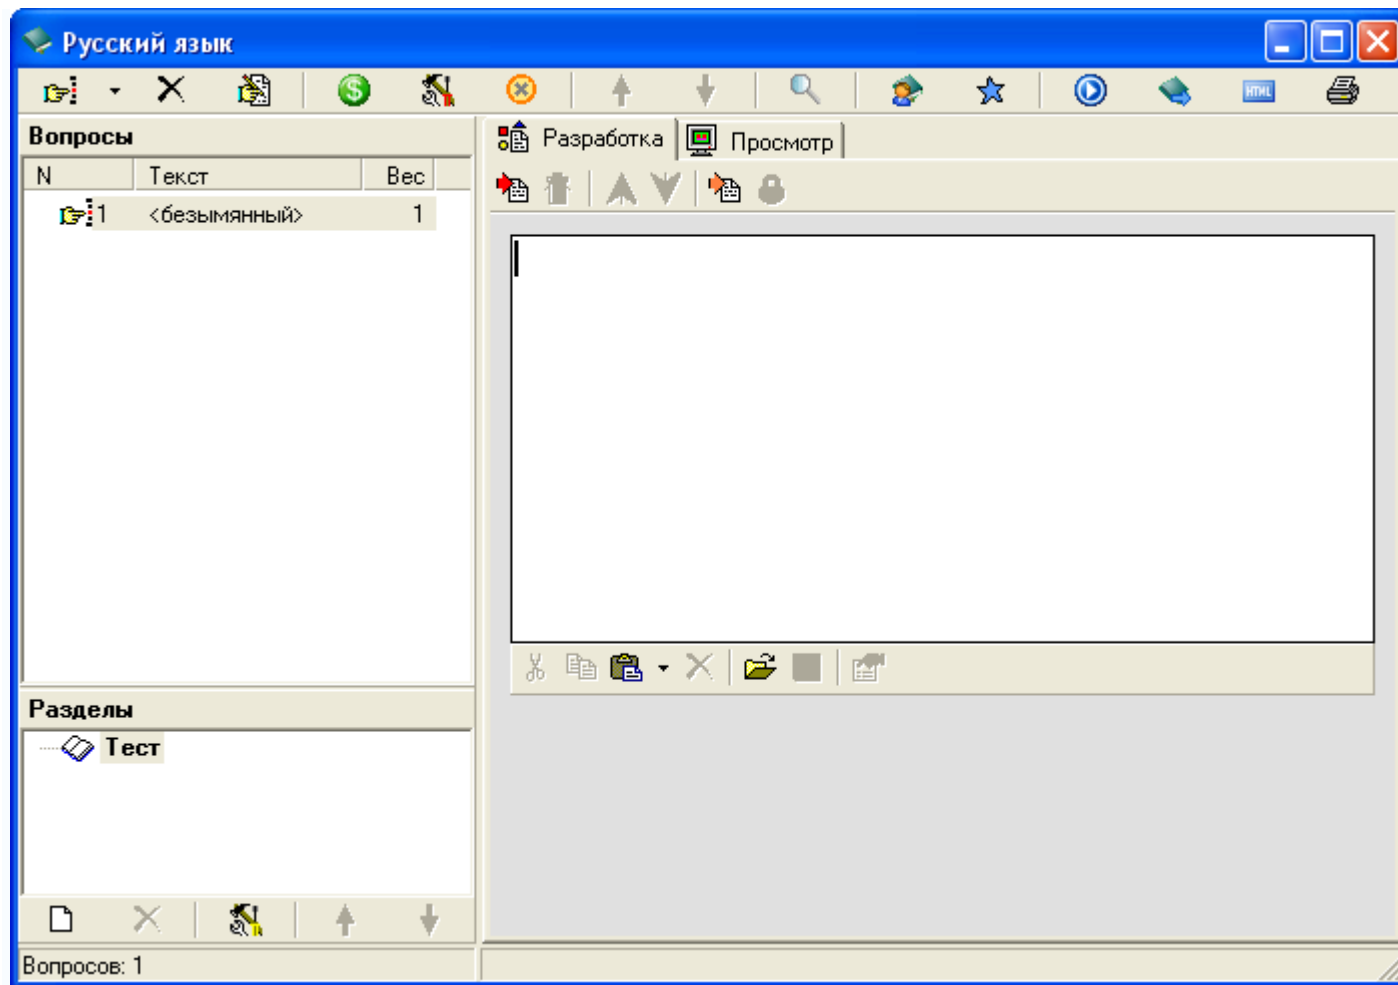 Русский язык
HTML
Вопросы
N Текст Вес
1 <безымянный> 1
Разработка Просмотр
Разделы
Тест
Вопросов: 1